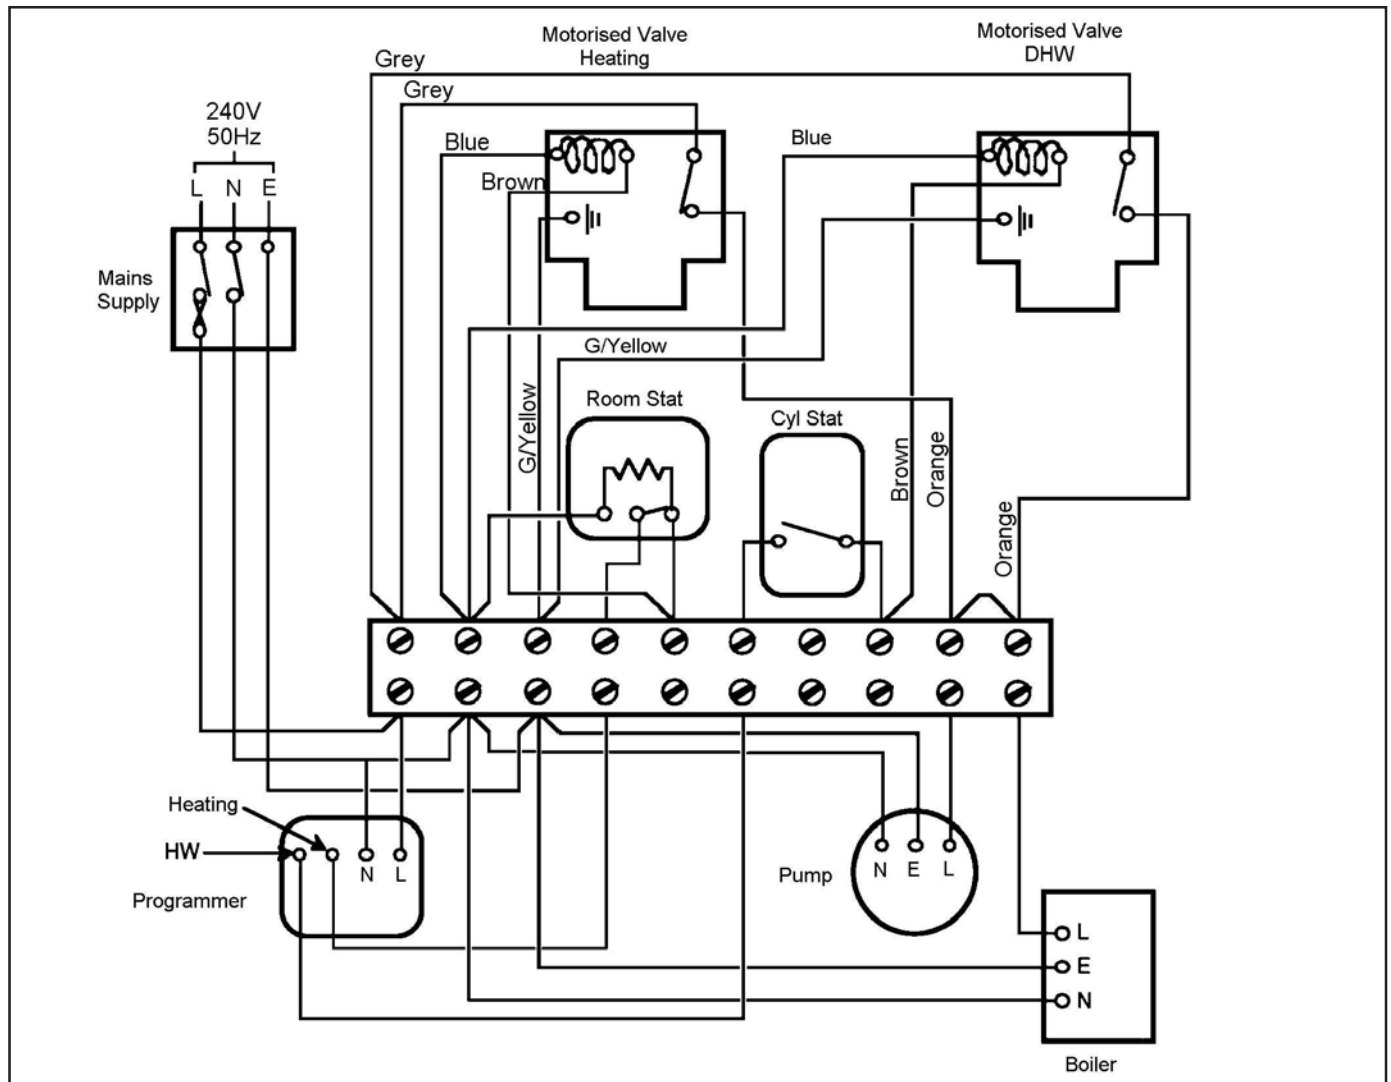 Motorised Valve
Heating
Motorised Valve
DHW
Grey
Grey
240V
50Hz
Blue
Blue
Brown
L N E
Mains
Supply
G/Yellow
G/Yellow
Room Stat
Cyl Stat
Brown
Orange
Orange
Heating
HW
N L
Programmer
Pump
N E L
L
E
N
Boiler